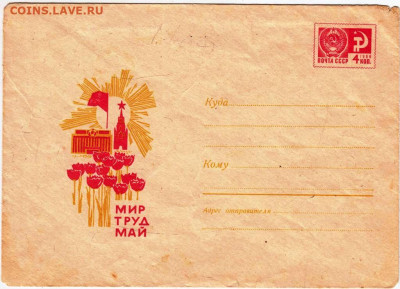 COINS.LAVE.RU
ПОЧТА СССР
4 КОП.
Куда
Кому
МИР
ТРУД
МАЙ
Адрес отправителя